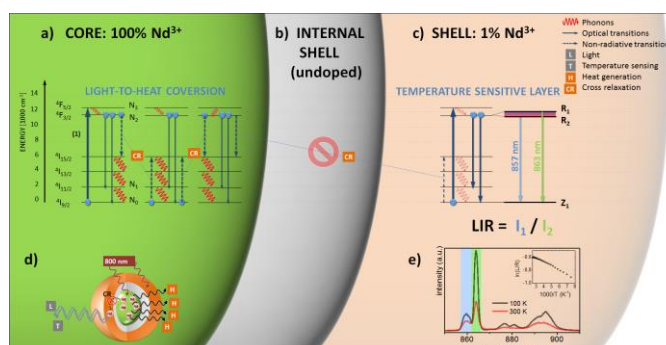 a) CORE: 100% Nd³⁺
b) INTERNAL
SHELL
(undoped)
c) SHELL: 1% Nd³⁺
Phonons
Optical transitions
Non-radiative transition
L Light
T Temperature sensing
H Heat generation
CR Cross relaxation
LIGHT-TO-HEAT COVERSION
ENERGY [1000 cm⁻¹]
14
12
10
8
6
4
2
0
⁴F₅/₂
⁴F₃/₂
⁴I₁₅/₂
⁴I₁₃/₂
⁴I₁₁/₂
⁴I₉/₂
(1)
N₃
N₂
N₁
N₀
CR
CR
CR
TEMPERATURE SENSITIVE LAYER
R₁
R₂
857 nm
863 nm
Z₁
LIR = I₁ / I₂
d)
800 nm
CR
L
T
H
H
H
H
e)
Intensity (a.u.)
860
880
900
100 K
300 K
ln(LIR)
1000/T (K⁻¹)